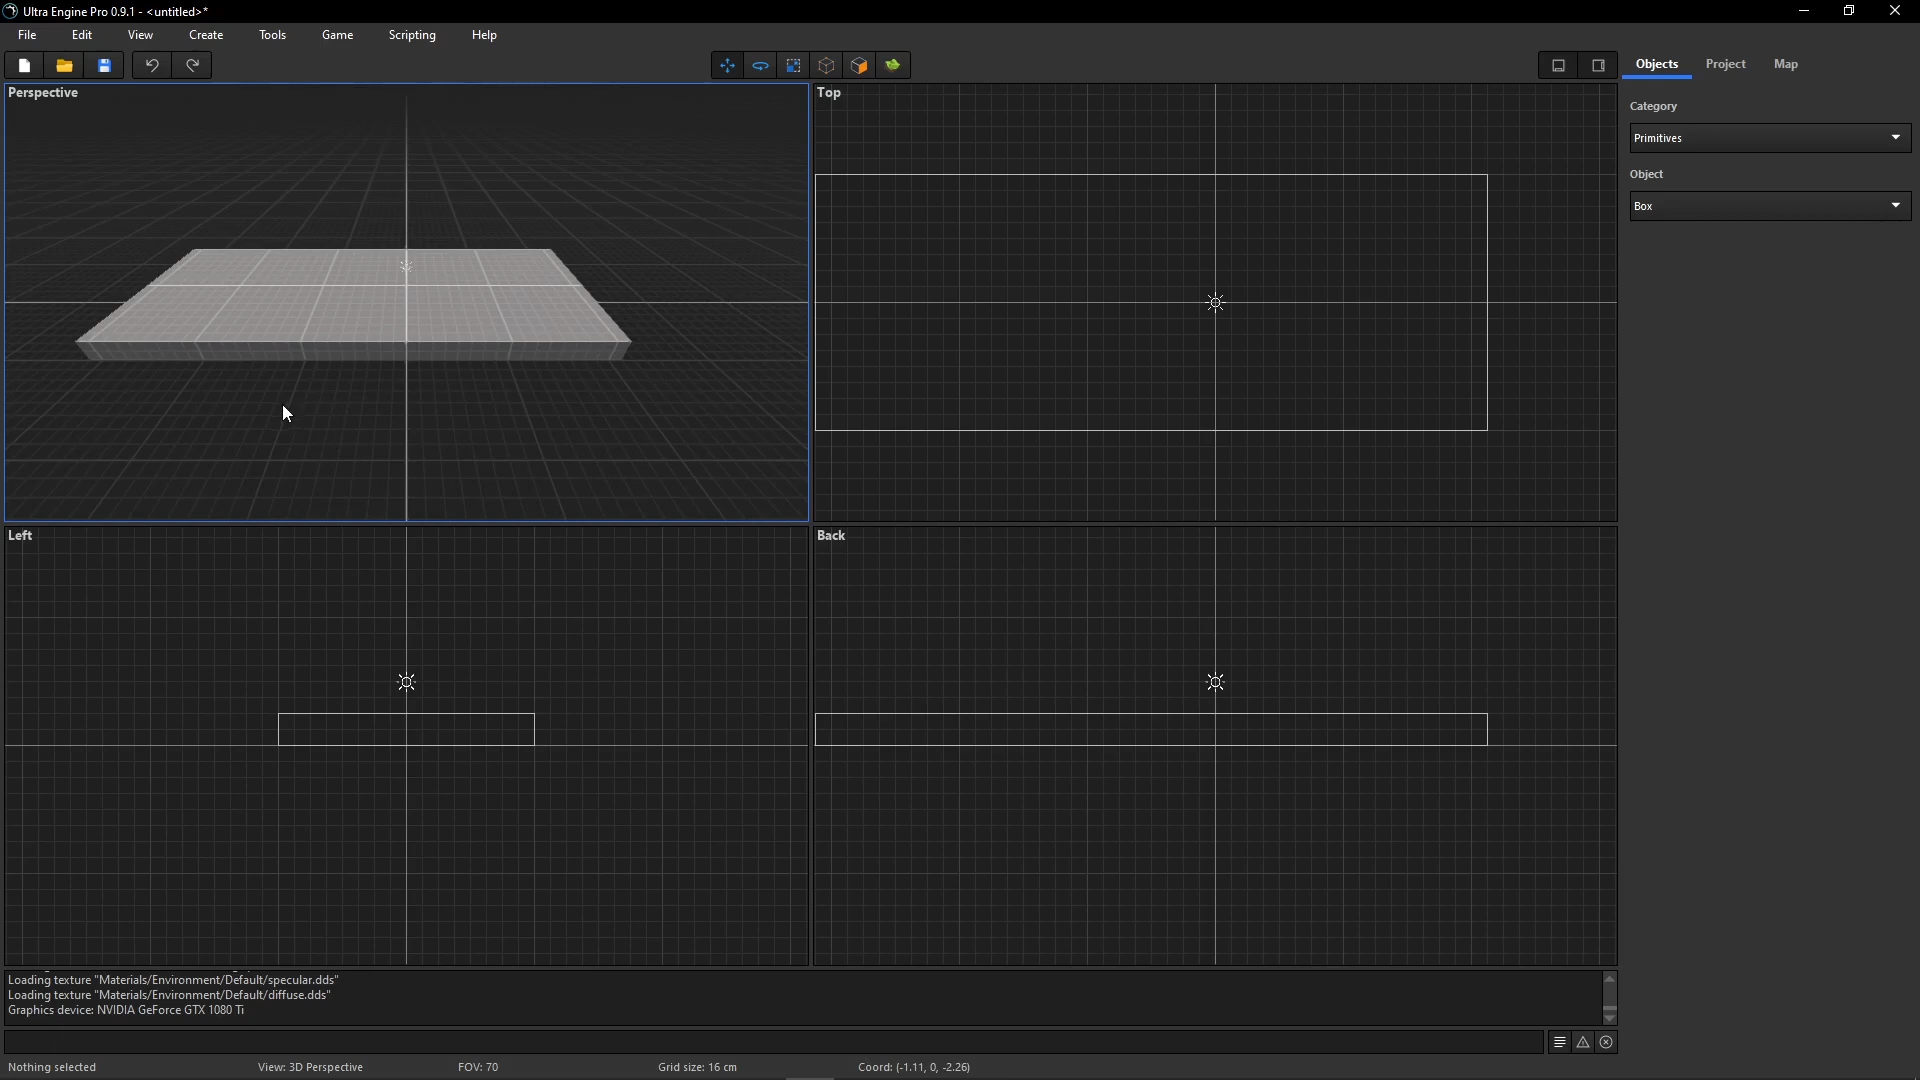 Ultra Engine Pro 0.9.1 - <untitled>*
File Edit View Create Tools Game Scripting Help
Objects Project Map
Perspective
Top
Category
Primitives
Object
Box
Left
Back
Loading texture "Materials/Environment/Default/specular.dds"
Loading texture "Materials/Environment/Default/diffuse.dds"
Graphics device: NVIDIA GeForce GTX 1080 Ti
Nothing selected View: 3D Perspective FOV: 70 Grid size: 16 cm Coord: (-1.11, 0, -2.26)